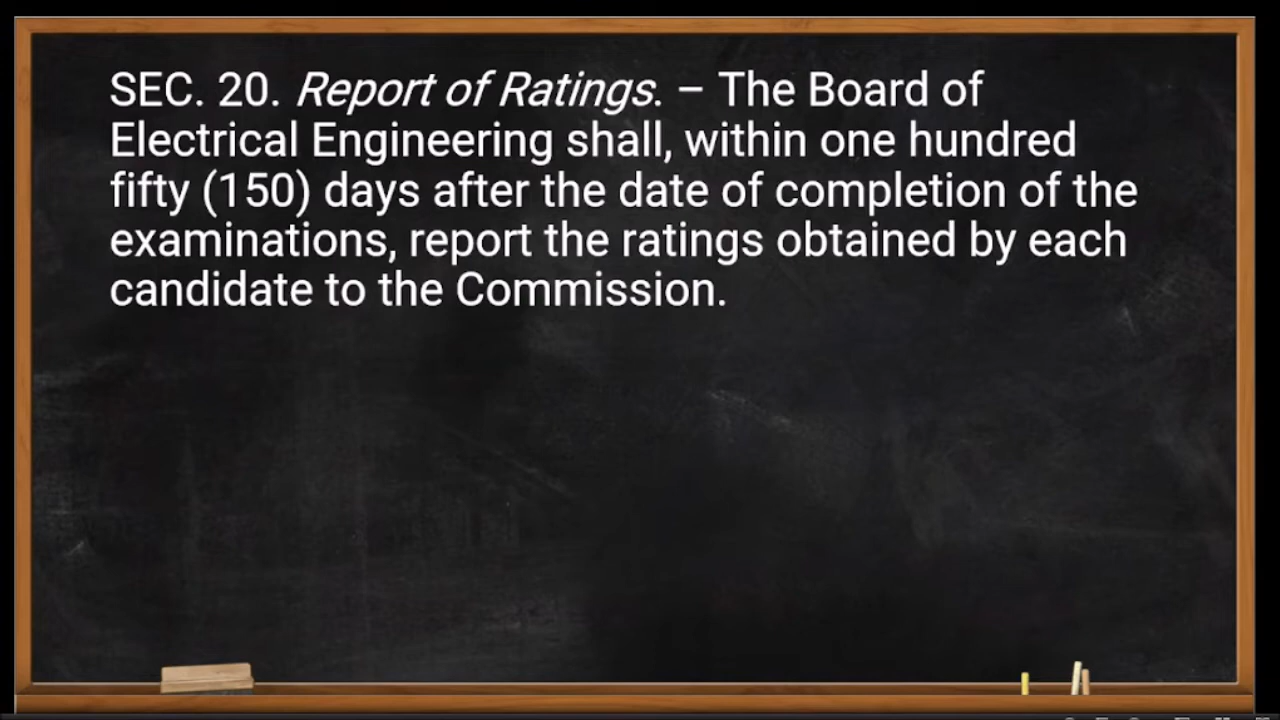 SEC. 20. Report of Ratings. – The Board of
Electrical Engineering shall, within one hundred
fifty (150) days after the date of completion of the
examinations, report the ratings obtained by each
candidate to the Commission.